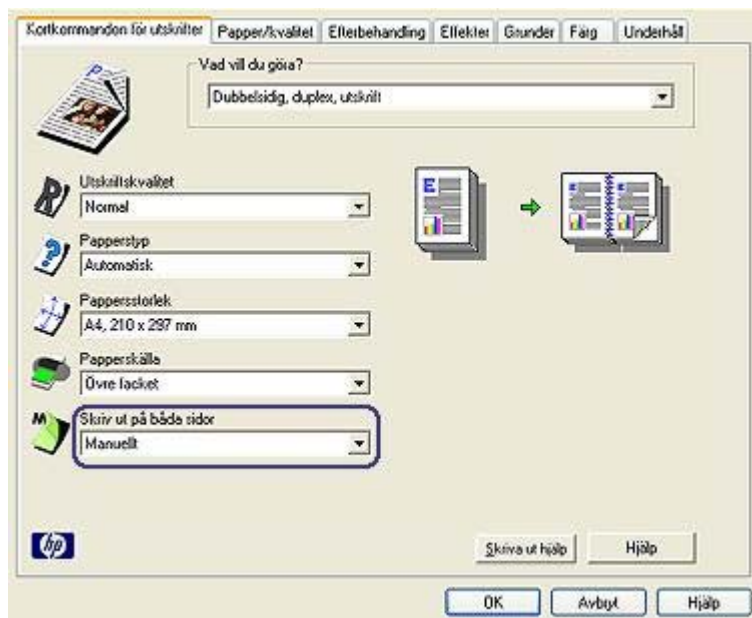 Kortkommandon för utskrifter Papper/kvalitet Efterbehandling Effekter Grunder Färg Underhåll
Vad vill du göra?
Dubbelsidig, duplex, utskrift
Utskriftskvalitet
Normal
Papperstyp
Automatisk
Pappersstorlek
A4, 210 x 297 mm
Papperskälla
Övre facket
Skriv ut på båda sidor
Manuellt
hp
Skriva ut hjälp Hjälp
OK Avbryt Hjälp